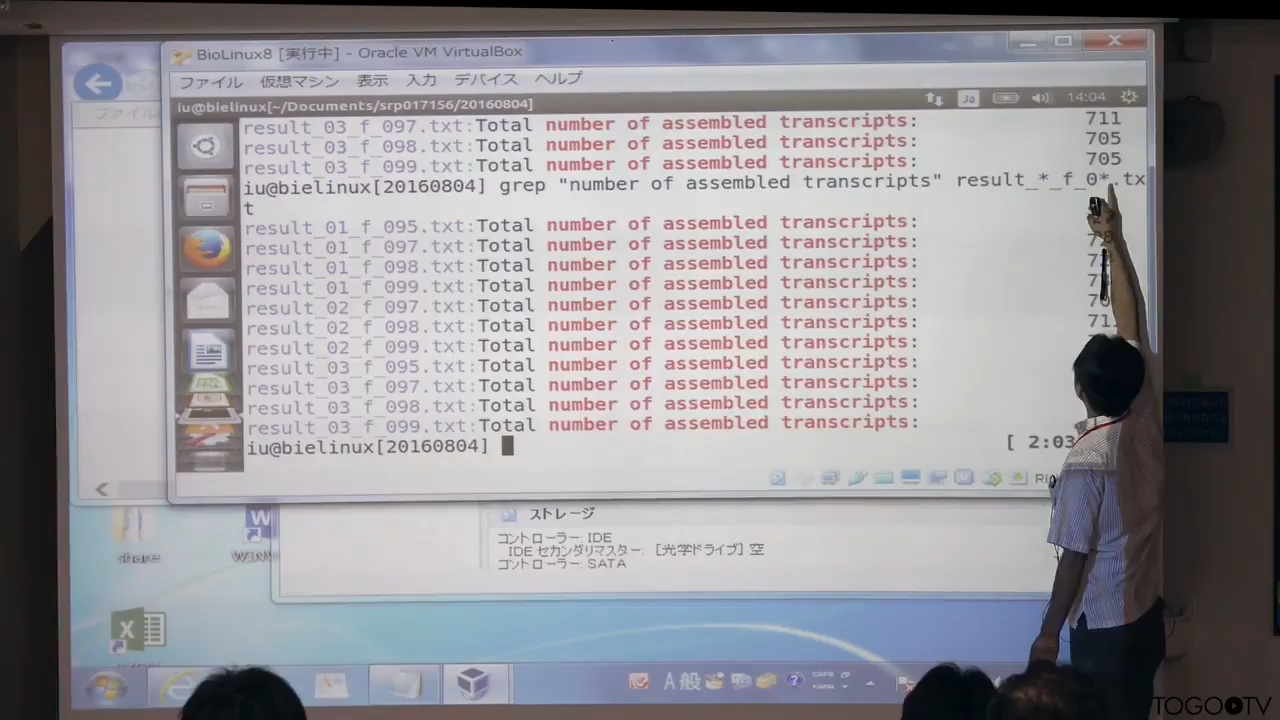 BioLinux8 [実行中] - Oracle VM VirtualBox
ファイル 仮想マシン 表示 入力 デバイス ヘルプ
ファイル
iu@bielinux[~/Documents/srp017156/20160804]
Ja
14:04
result_03_f_097.txt:Total number of assembled transcripts: 711
result_03_f_098.txt:Total number of assembled transcripts: 705
result_03_f_099.txt:Total number of assembled transcripts: 705
iu@bielinux[20160804] grep "number of assembled transcripts" result_*_f_0*.tx
t
result_01_f_095.txt:Total number of assembled transcripts:
result_01_f_097.txt:Total number of assembled transcripts:
result_01_f_098.txt:Total number of assembled transcripts:
result_01_f_099.txt:Total number of assembled transcripts:
result_02_f_097.txt:Total number of assembled transcripts:
result_02_f_098.txt:Total number of assembled transcripts:
result_02_f_099.txt:Total number of assembled transcripts:
result_03_f_095.txt:Total number of assembled transcripts:
result_03_f_097.txt:Total number of assembled transcripts:
result_03_f_098.txt:Total number of assembled transcripts:
result_03_f_099.txt:Total number of assembled transcripts:
iu@bielinux[20160804] [ 2:03
ストレージ
コントローラー: IDE
IDE セカンダリマスター: [光学ドライブ] 空
コントローラー: SATA
share
A 般
CAPS
KANA
TOGOTV